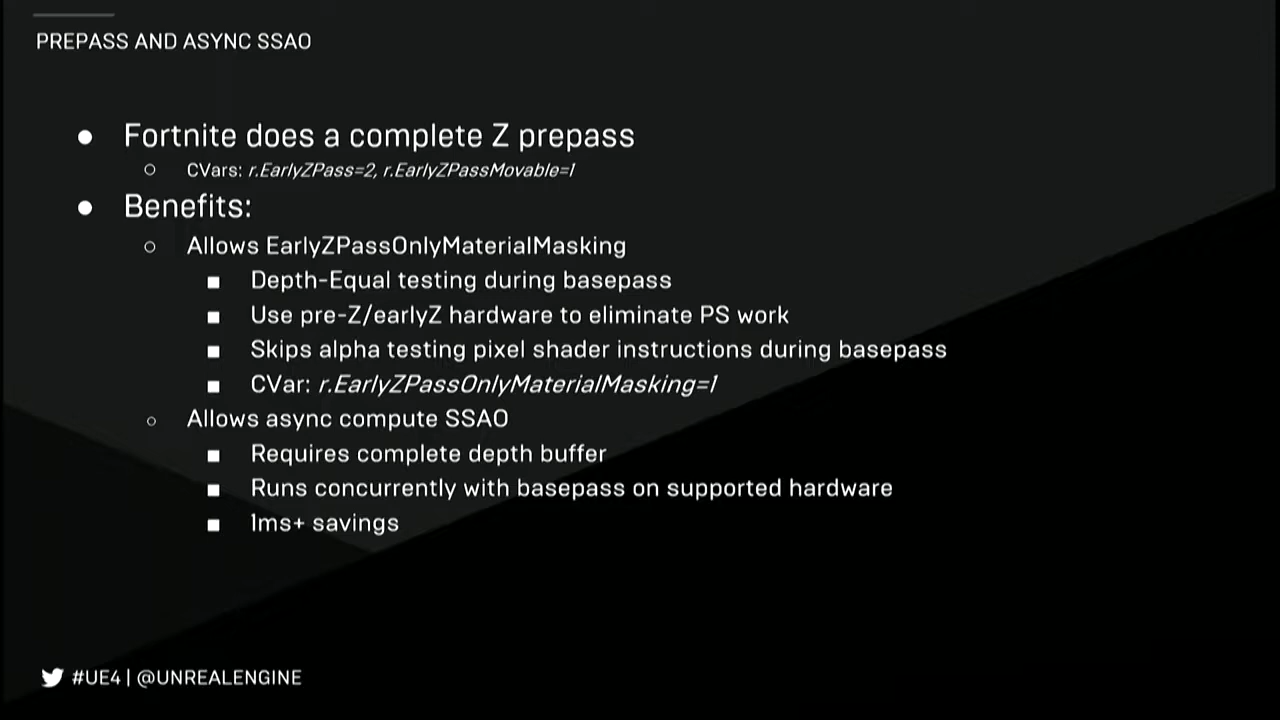 PREPASS AND ASYNC SSAO
● Fortnite does a complete Z prepass
○ CVars: r.EarlyZPass=2, r.EarlyZPassMovable=1
● Benefits:
○ Allows EarlyZPassOnlyMaterialMasking
■ Depth-Equal testing during basepass
■ Use pre-Z/earlyZ hardware to eliminate PS work
■ Skips alpha testing pixel shader instructions during basepass
■ CVar: r.EarlyZPassOnlyMaterialMasking=1
○ Allows async compute SSAO
■ Requires complete depth buffer
■ Runs concurrently with basepass on supported hardware
■ 1ms+ savings
#UE4 | @UNREALENGINE